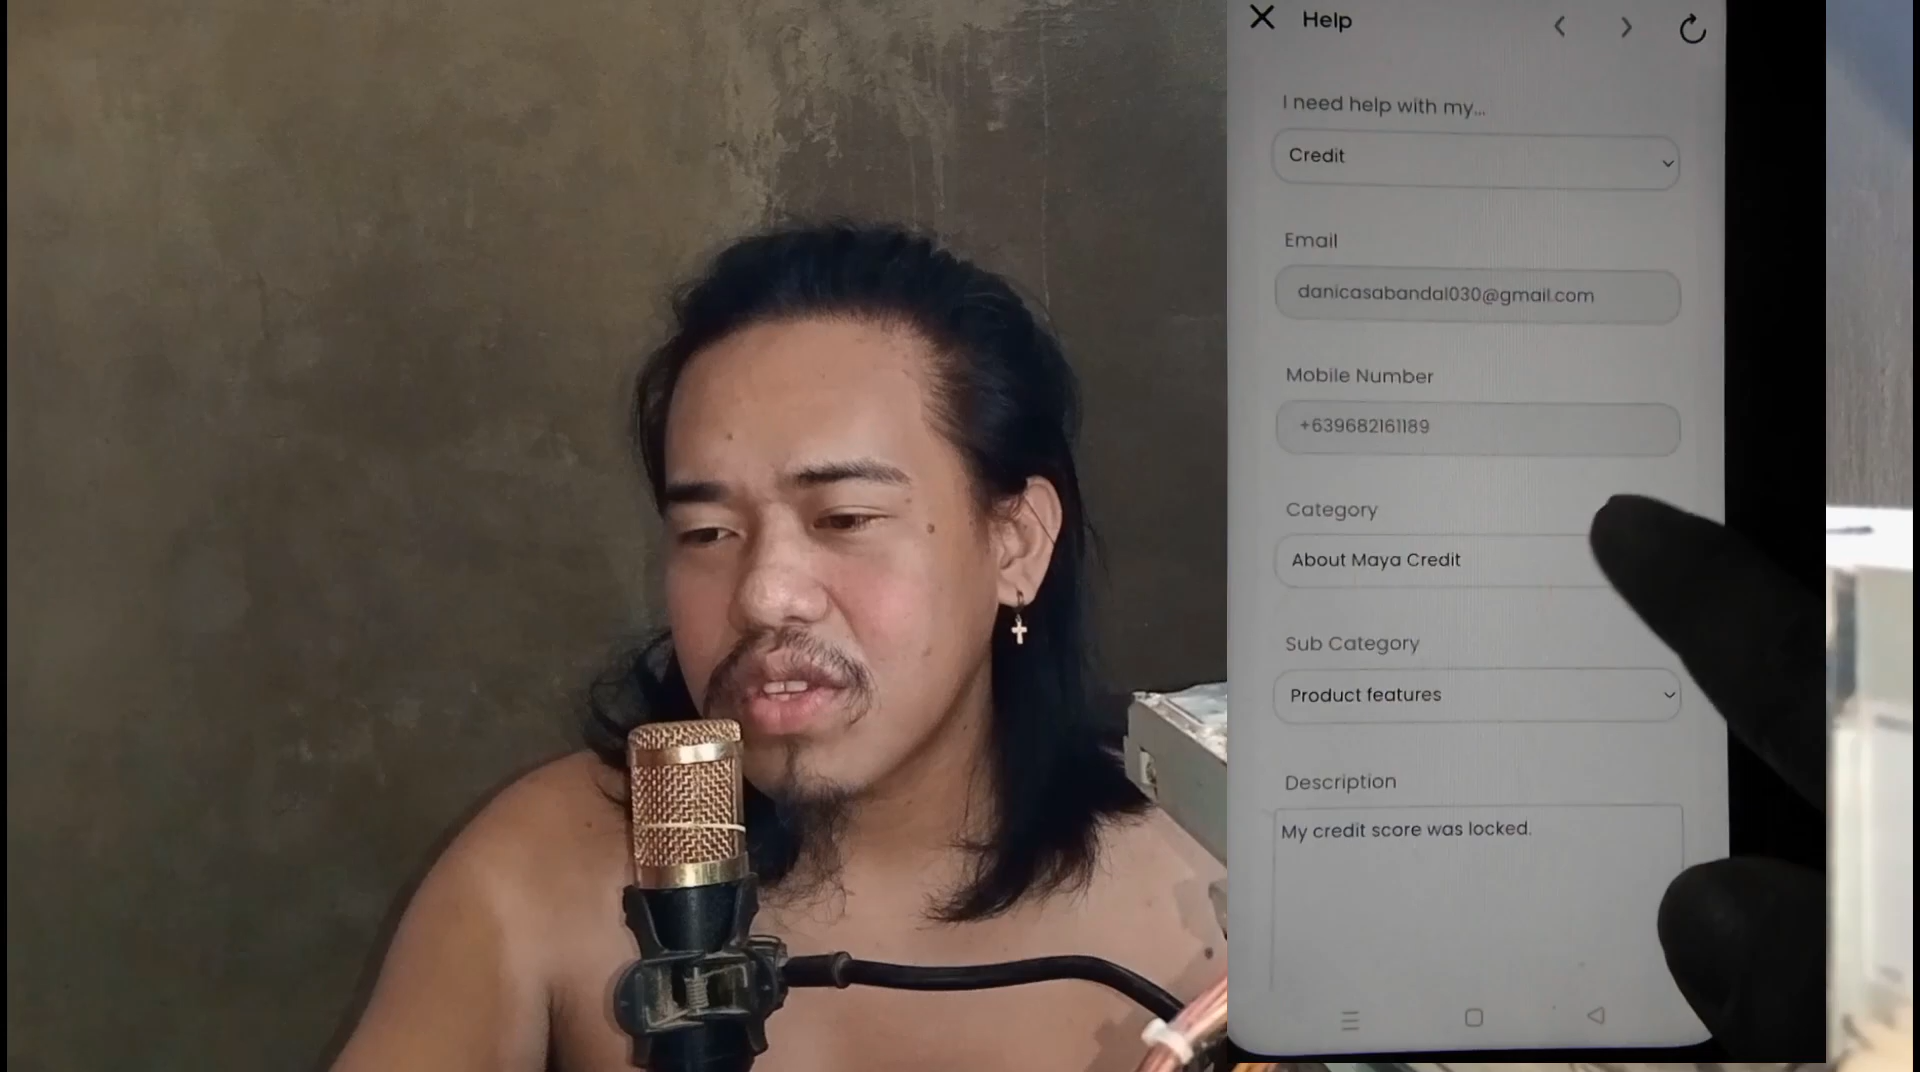 Help
I need help with my...
Credit
Email
danicasabandal030@gmail.com
Mobile Number
+639682161189
Category
About Maya Credit
Sub Category
Product features
Description
My credit score was locked.